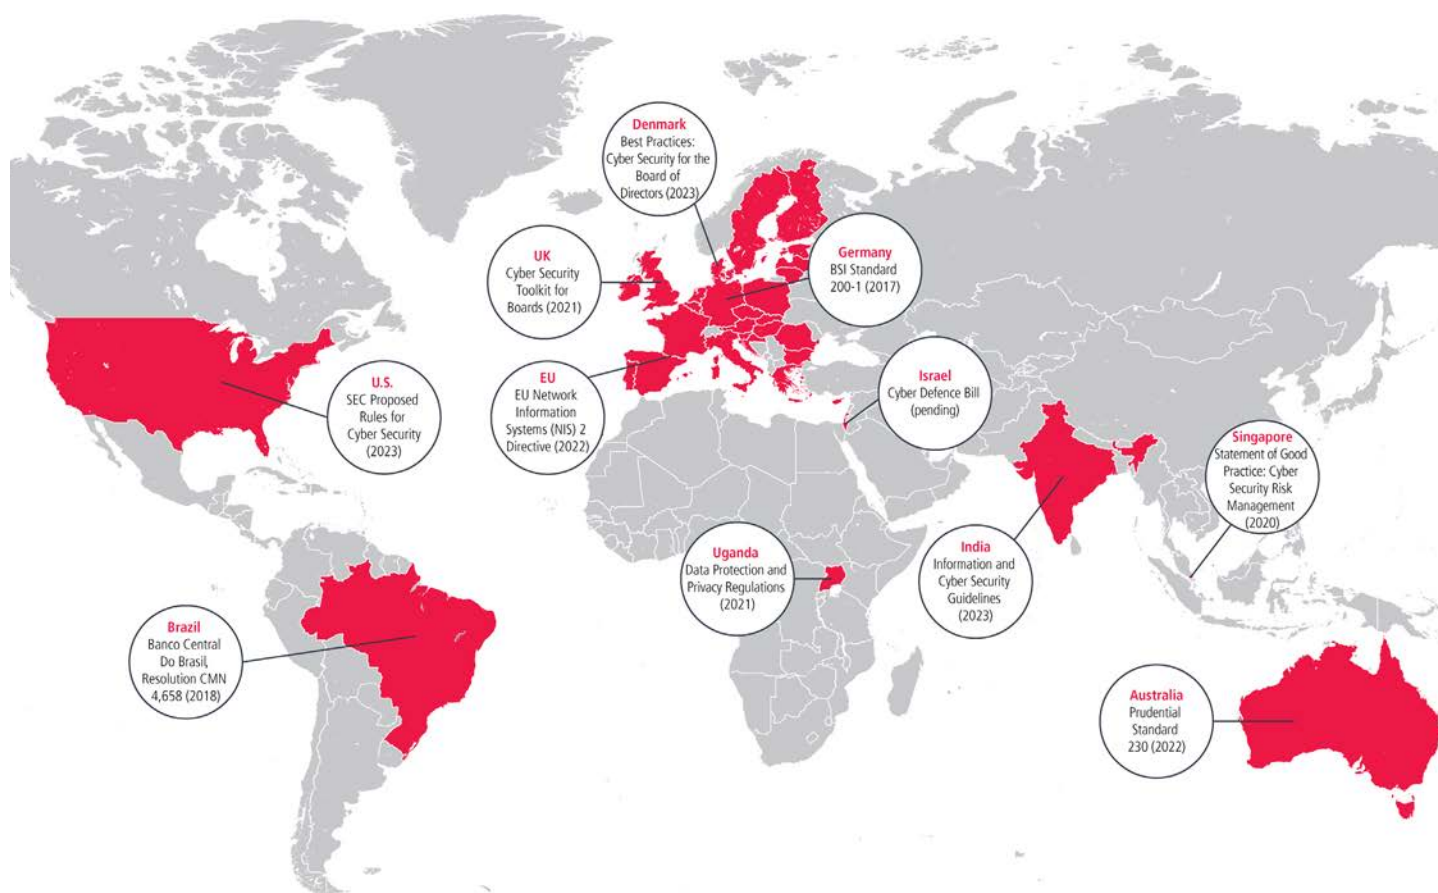 Denmark
Best Practices:
Cyber Security for the
Board of
Directors (2023)
UK
Cyber Security
Toolkit for
Boards (2021)
Germany
BSI Standard
200-1 (2017)
U.S.
SEC Proposed
Rules for
Cyber Security
(2023)
EU
EU Network
Information
Systems (NIS) 2
Directive (2022)
Israel
Cyber Defence Bill
(pending)
Singapore
Statement of Good
Practice: Cyber
Security Risk
Management
(2020)
Uganda
Data Protection and
Privacy Regulations
(2021)
India
Information and
Cyber Security
Guidelines
(2023)
Brazil
Banco Central
Do Brasil,
Resolution CMN
4,658 (2018)
Australia
Prudential
Standard
230 (2022)